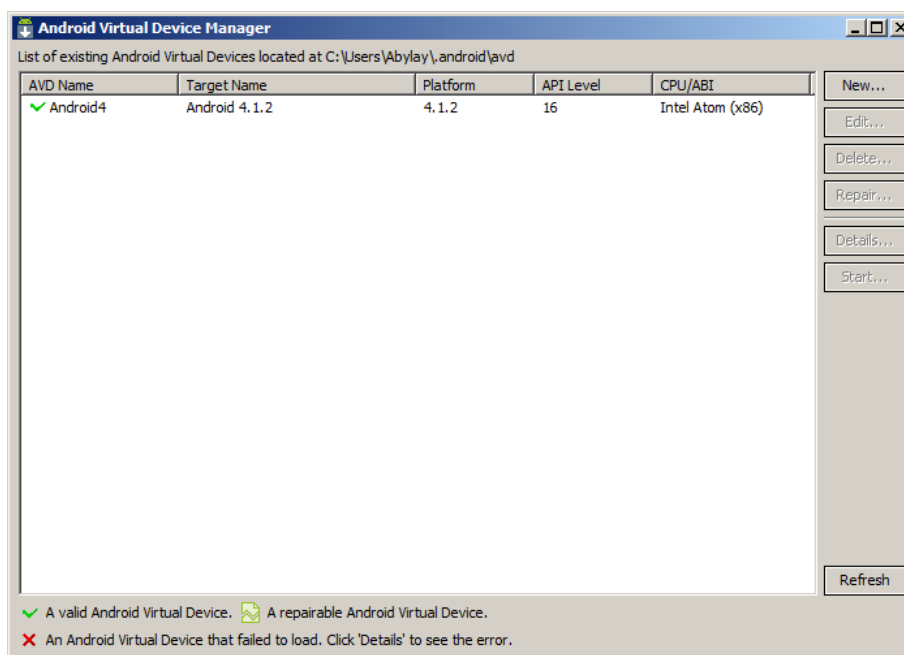 Android Virtual Device Manager
List of existing Android Virtual Devices located at C:\Users\Abylay\.android\avd
AVD Name Target Name Platform API Level CPU/ABI
Android4 Android 4.1.2 4.1.2 16 Intel Atom (x86)
New...
Edit...
Delete...
Repair...
Details...
Start...
Refresh
A valid Android Virtual Device. A repairable Android Virtual Device.
An Android Virtual Device that failed to load. Click 'Details' to see the error.